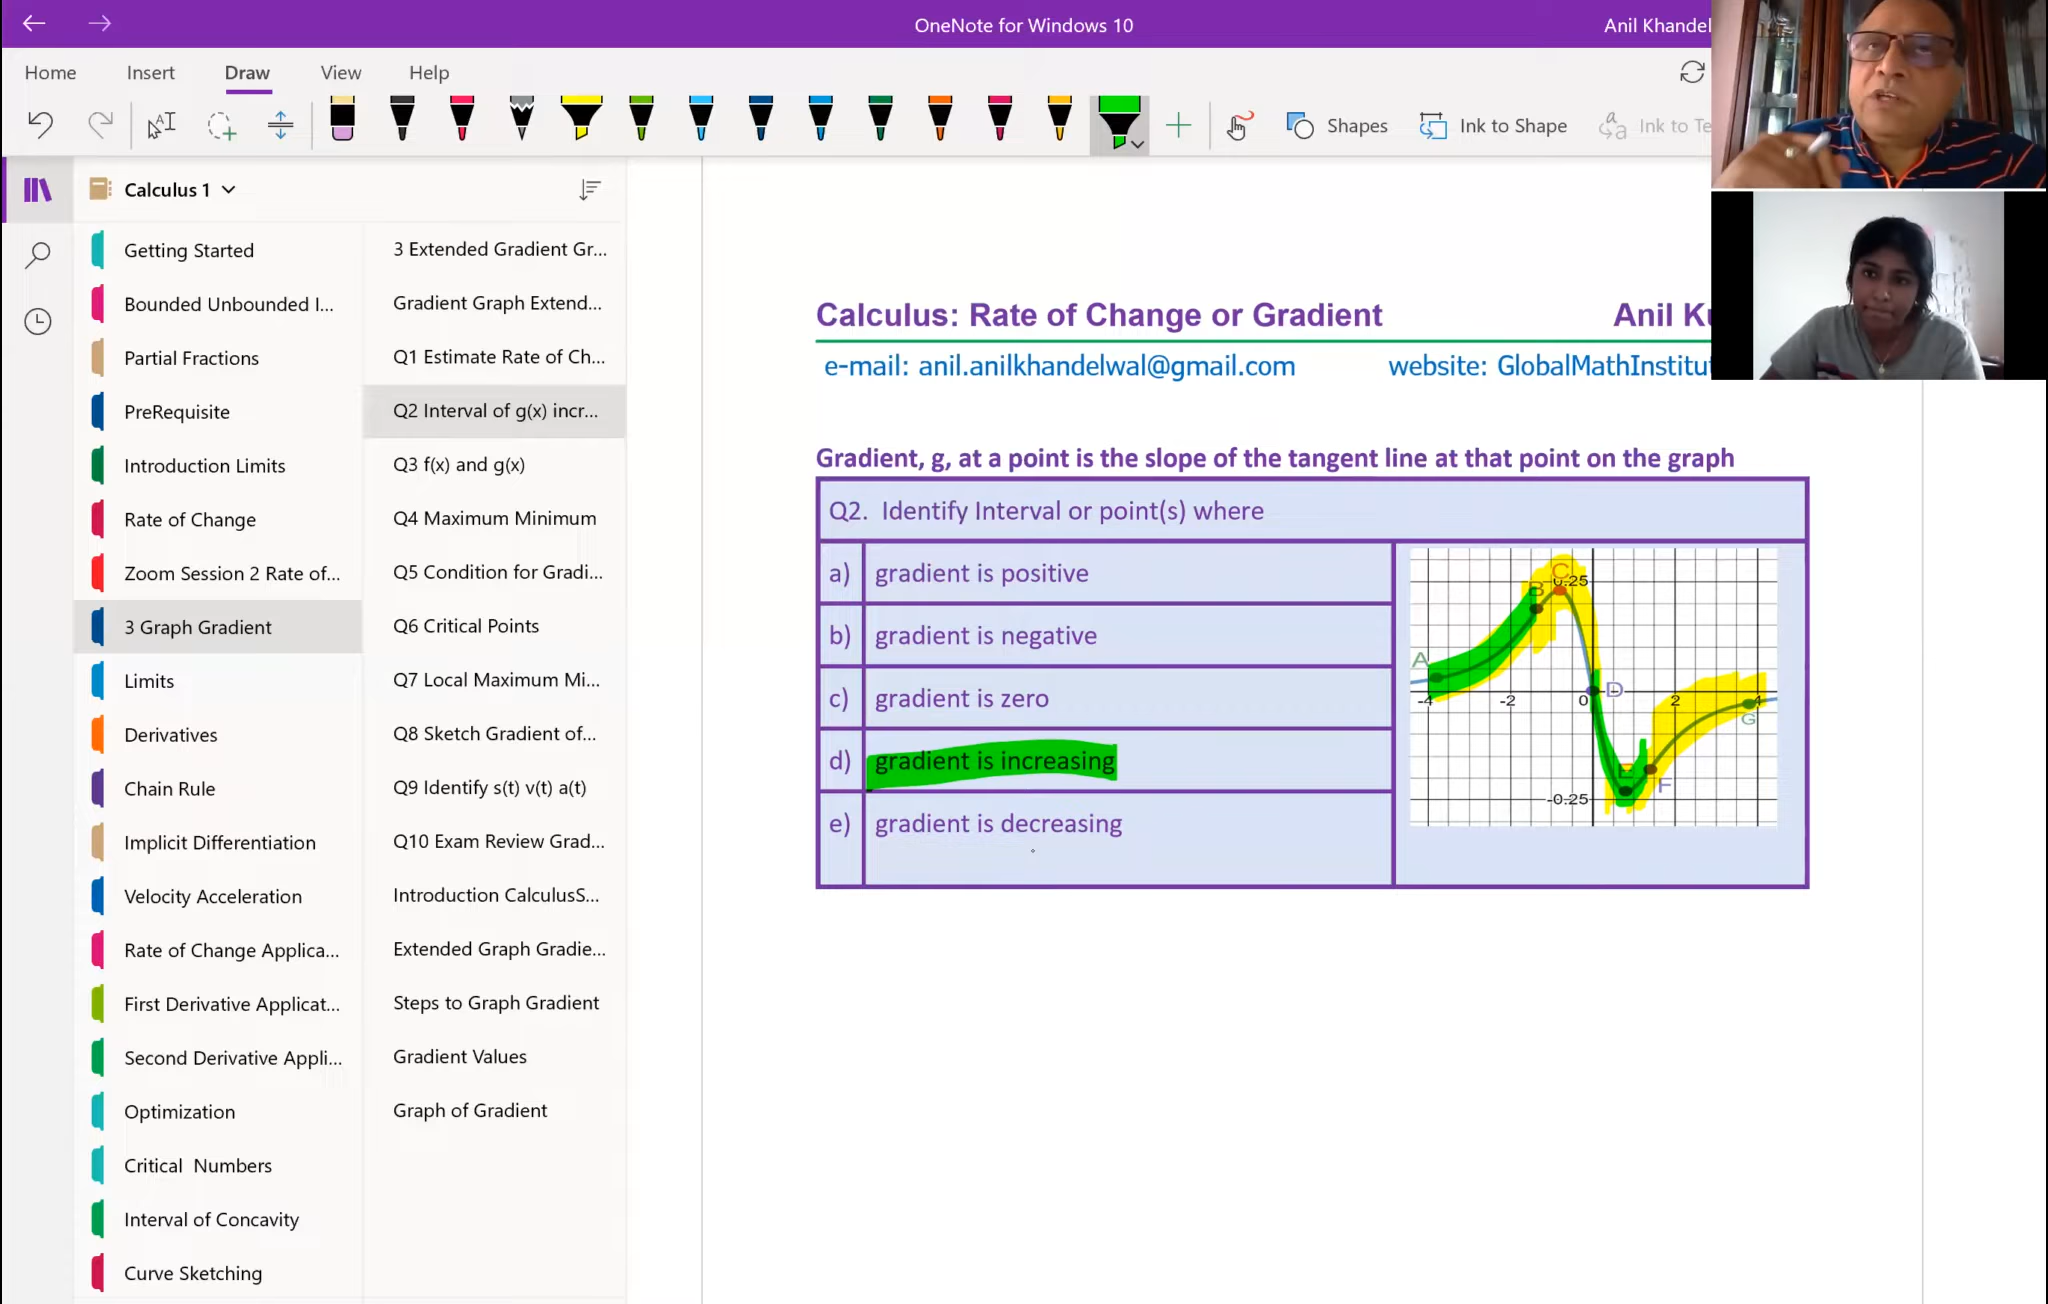 OneNote for Windows 10
Anil Khandel
Home Insert Draw View Help
Shapes Ink to Shape Ink to Te
Calculus 1
Getting Started
Bounded Unbounded I...
Partial Fractions
PreRequisite
Introduction Limits
Rate of Change
Zoom Session 2 Rate of...
3 Graph Gradient
Limits
Derivatives
Chain Rule
Implicit Differentiation
Velocity Acceleration
Rate of Change Applica...
First Derivative Applicat...
Second Derivative Appli...
Optimization
Critical Numbers
Interval of Concavity
Curve Sketching
3 Extended Gradient Gr...
Gradient Graph Extend...
Q1 Estimate Rate of Ch...
Q2 Interval of g(x) incr...
Q3 f(x) and g(x)
Q4 Maximum Minimum
Q5 Condition for Gradi...
Q6 Critical Points
Q7 Local Maximum Mi...
Q8 Sketch Gradient of...
Q9 Identify s(t) v(t) a(t)
Q10 Exam Review Grad...
Introduction CalculusS...
Extended Graph Gradie...
Steps to Graph Gradient
Gradient Values
Graph of Gradient
Calculus: Rate of Change or Gradient Anil Ku
e-mail: anil.anilkhandelwal@gmail.com website: GlobalMathInstitut
Gradient, g, at a point is the slope of the tangent line at that point on the graph
Q2. Identify Interval or point(s) where
a) gradient is positive
b) gradient is negative
c) gradient is zero
d) gradient is increasing
e) gradient is decreasing
C
B 0.25
A
D
-4 -2 0 2 4
G
E
F
-0.25